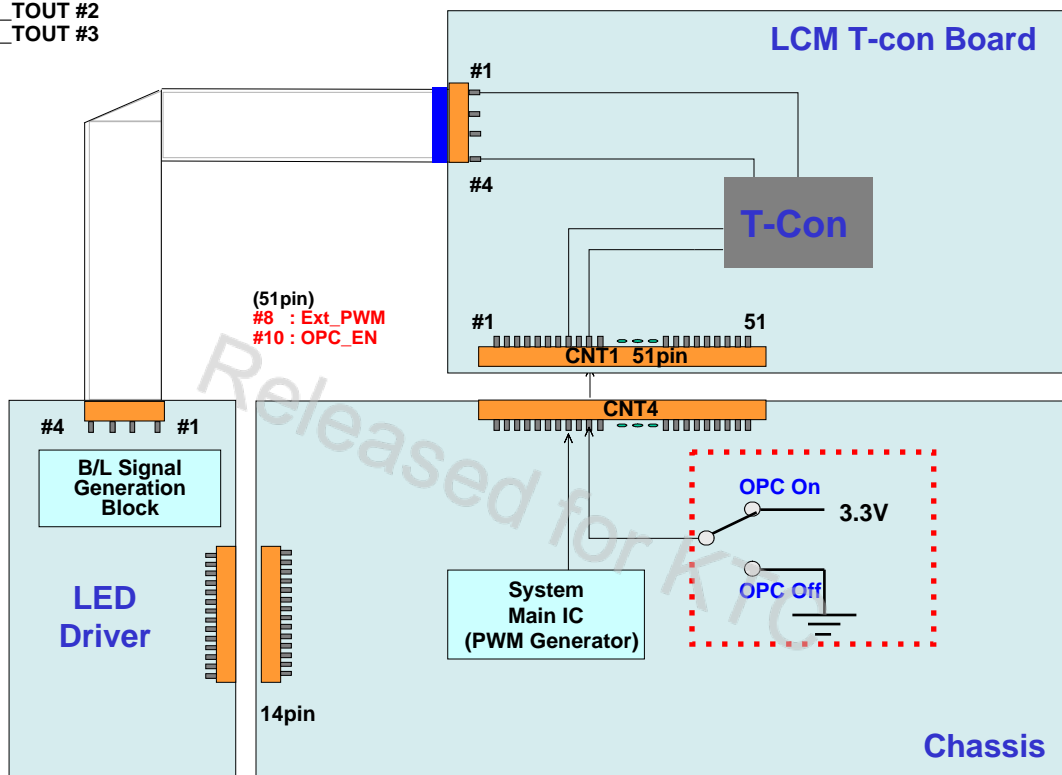 _TOUT #2
_TOUT #3
LCM T-con Board
#1
#4
T-Con
(51pin)
#8 : Ext_PWM
#10 : OPC_EN
#1
51
CNT1 51pin
CNT4
#4
#1
B/L Signal
Generation
Block
OPC On
3.3V
OPC Off
System
Main IC
(PWM Generator)
LED
Driver
14pin
Chassis
Released for KTC